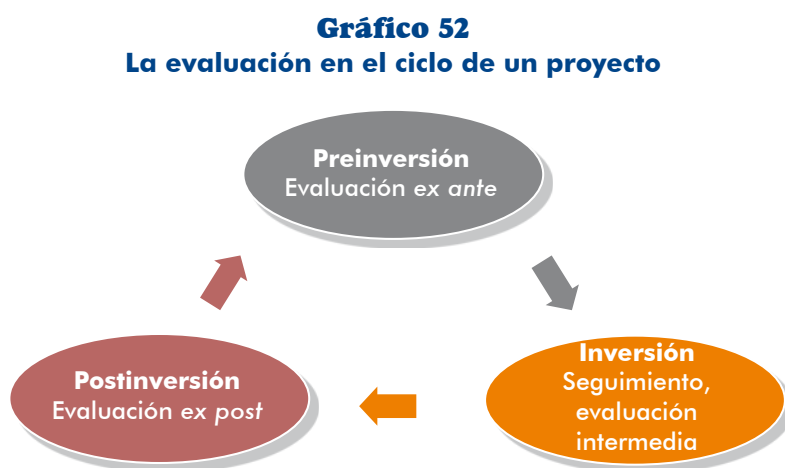 Gráfico 52
La evaluación en el ciclo de un proyecto
Preinversión
Evaluación ex ante
Inversión
Seguimiento,
evaluación
intermedia
Postinversión
Evaluación ex post